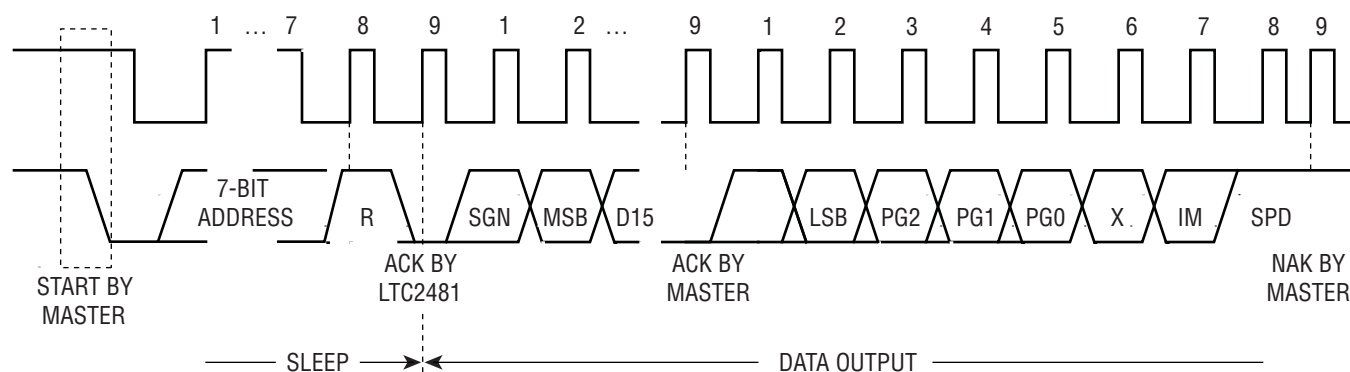 1 … 7 8 9 1 2 … 9 1 2 3 4 5 6 7 8 9
7-BIT
ADDRESS
R
SGN
MSB
D15
LSB
PG2
PG1
PG0
X
IM
SPD
START BY
MASTER
ACK BY
LTC2481
ACK BY
MASTER
NAK BY
MASTER
SLEEP
DATA OUTPUT